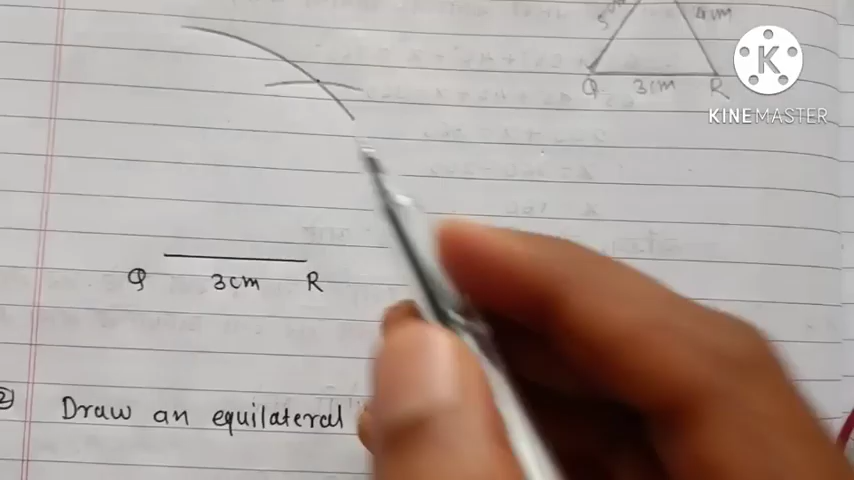 5cm 4cm
Q 3cm R
K
KINEMASTER
Q 3cm R
2 Draw an equilateral